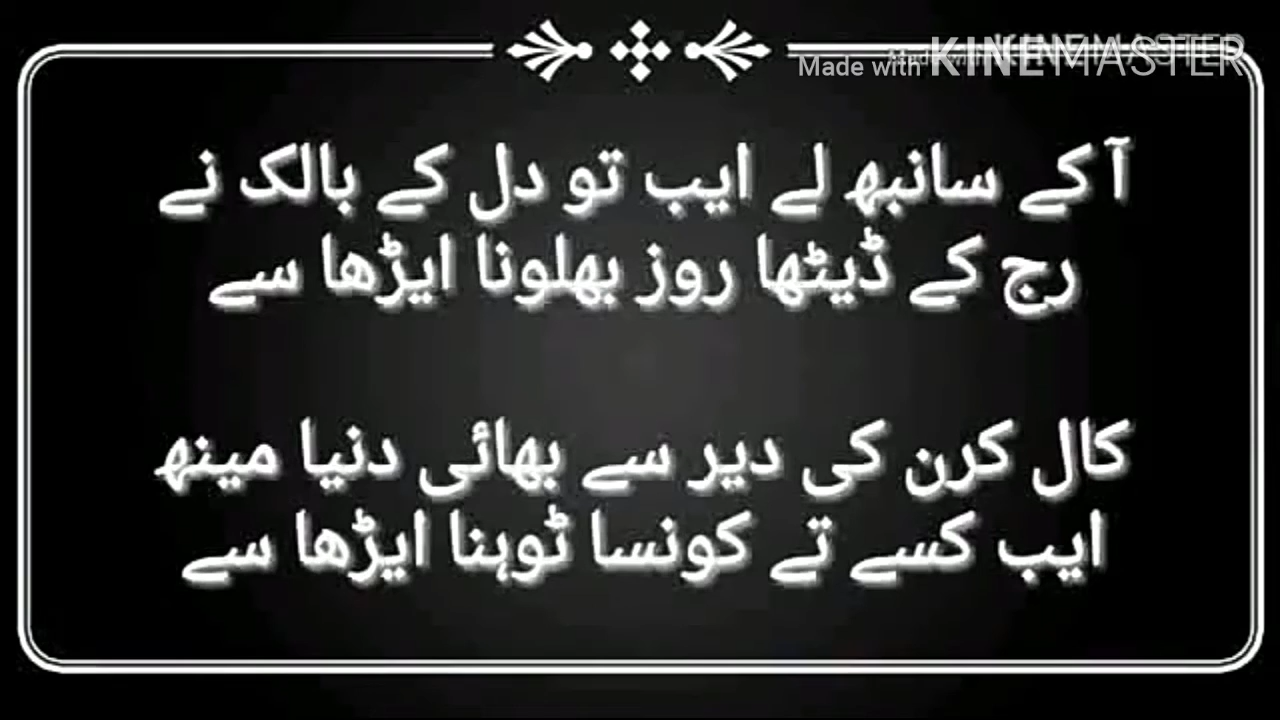 Made with KINEMASTER
آ کے سانبھ لے ایب تو دل کے بالک نے
رج کے ڈیٹھا روز بھلونا ایڑھا سے
کال کرن کی دیر سے بھائی دنیا مینھ
ایب کسے تے کونسا ٹوہنا ایڑھا سے